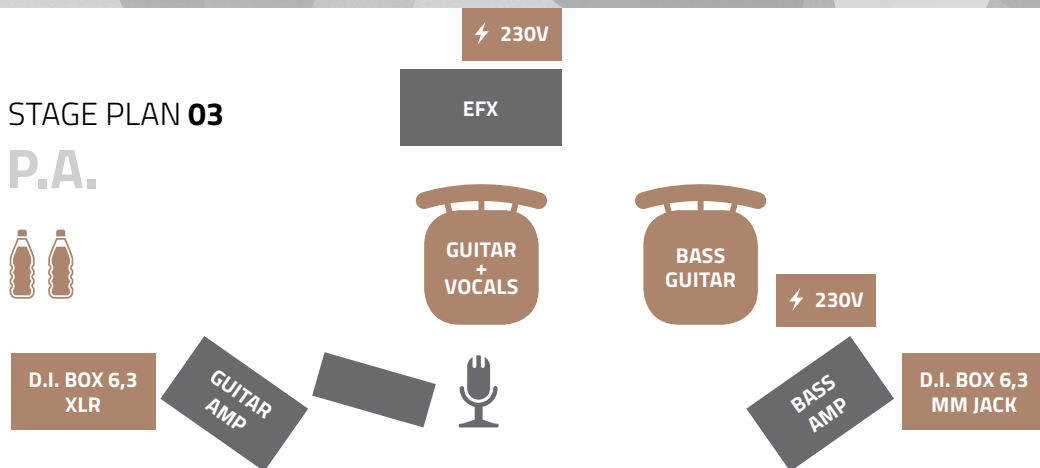 230V
EFX
STAGE PLAN 03
P.A.
GUITAR
+
VOCALS
BASS
GUITAR
230V
D.I. BOX 6,3
XLR
GUITAR
AMP
BASS
AMP
D.I. BOX 6,3
MM JACK